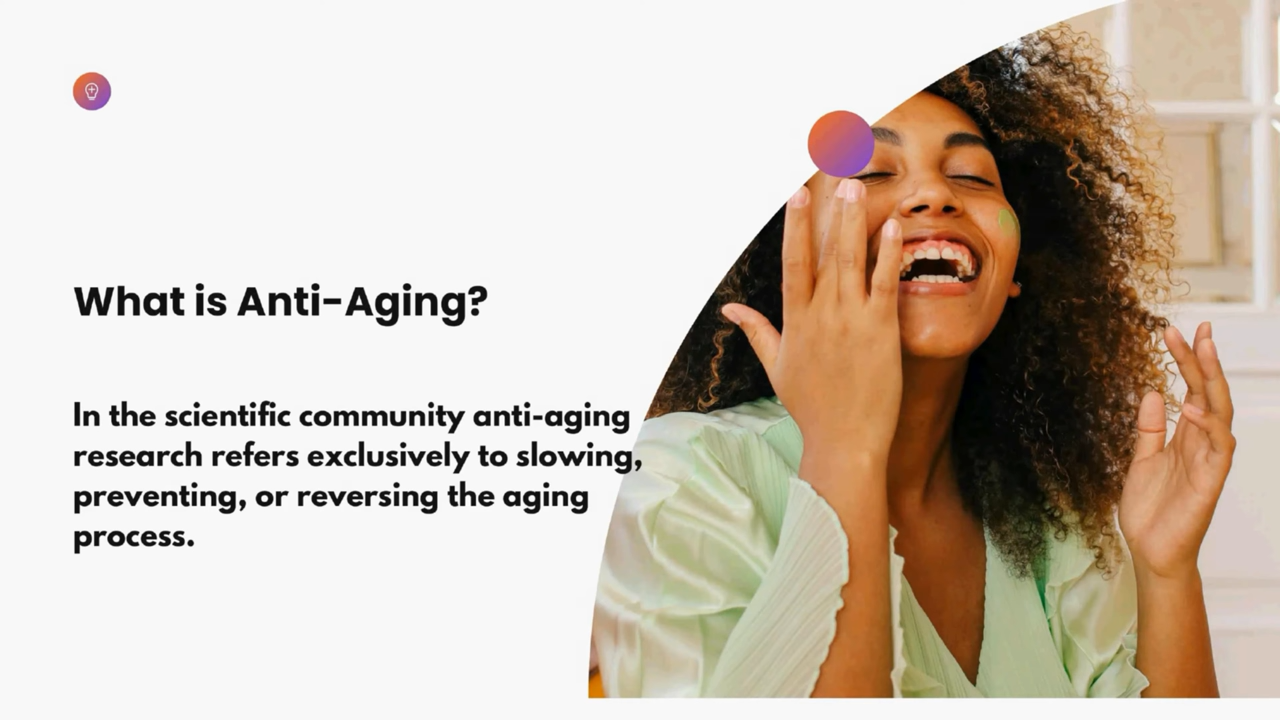 What is Anti-Aging?
In the scientific community anti-aging
research refers exclusively to slowing,
preventing, or reversing the aging
process.